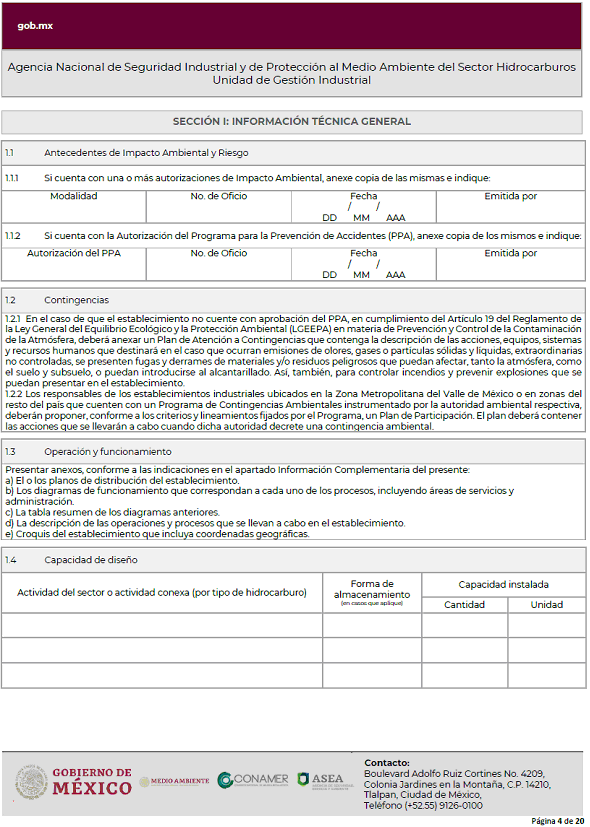 gob.mx
Agencia Nacional de Seguridad Industrial y de Protección al Medio Ambiente del Sector Hidrocarburos
Unidad de Gestión Industrial
SECCIÓN I: INFORMACIÓN TÉCNICA GENERAL
1.1 Antecedentes de Impacto Ambiental y Riesgo
1.1.1 Si cuenta con una o más autorizaciones de Impacto Ambiental, anexe copia de las mismas e indique:
Modalidad No. de Oficio Fecha Emitida por
/ /
DD MM AAA
1.1.2 Si cuenta con la Autorización del Programa para la Prevención de Accidentes (PPA), anexe copia de los mismos e indique:
Autorización del PPA No. de Oficio Fecha Emitida por
/ /
DD MM AAA
1.2 Contingencias
1.2.1 En el caso de que el establecimiento no cuente con aprobación del PPA, en cumplimiento del Artículo 19 del Reglamento de
la Ley General del Equilibrio Ecológico y la Protección Ambiental (LGEEPA) en materia de Prevención y Control de la Contaminación
de la Atmósfera, deberá anexar un Plan de Atención a Contingencias que contenga la descripción de las acciones, equipos, sistemas
y recursos humanos que destinará en el caso que ocurran emisiones de olores, gases o partículas sólidas y líquidas, extraordinarias
no controladas, se presenten fugas y derrames de materiales y/o residuos peligrosos que puedan afectar, tanto la atmósfera, como
el suelo y subsuelo, o puedan introducirse al alcantarillado. Así, también, para controlar incendios y prevenir explosiones que se
puedan presentar en el establecimiento.
1.2.2 Los responsables de los establecimientos industriales ubicados en la Zona Metropolitana del Valle de México o en zonas del
resto del país que cuenten con un Programa de Contingencias Ambientales instrumentado por la autoridad ambiental respectiva,
deberán proponer, conforme a los criterios y lineamientos fijados por el Programa, un Plan de Participación. El plan deberá contener
las acciones que se llevarán a cabo cuando dicha autoridad decrete una contingencia ambiental.
1.3 Operación y funcionamiento
Presentar anexos, conforme a las indicaciones en el apartado Información Complementaria del presente:
a) El o los planos de distribución del establecimiento.
b) Los diagramas de funcionamiento que correspondan a cada uno de los procesos, incluyendo áreas de servicios y
administración.
c) La tabla resumen de los diagramas anteriores.
d) La descripción de las operaciones y procesos que se llevan a cabo en el establecimiento.
e) Croquis del establecimiento que incluya coordenadas geográficas.
1.4 Capacidad de diseño
Actividad del sector o actividad conexa (por tipo de hidrocarburo) Forma de almacenamiento (en casos que aplique) Capacidad instalada
Cantidad Unidad
GOBIERNO DE
MÉXICO
MEDIO AMBIENTE
CONAMER
ASEA
Contacto:
Boulevard Adolfo Ruiz Cortines No. 4209,
Colonia Jardines en la Montaña, C.P. 14210,
Tlalpan, Ciudad de México,
Teléfono (+52.55) 9126-0100
Página 4 de 20